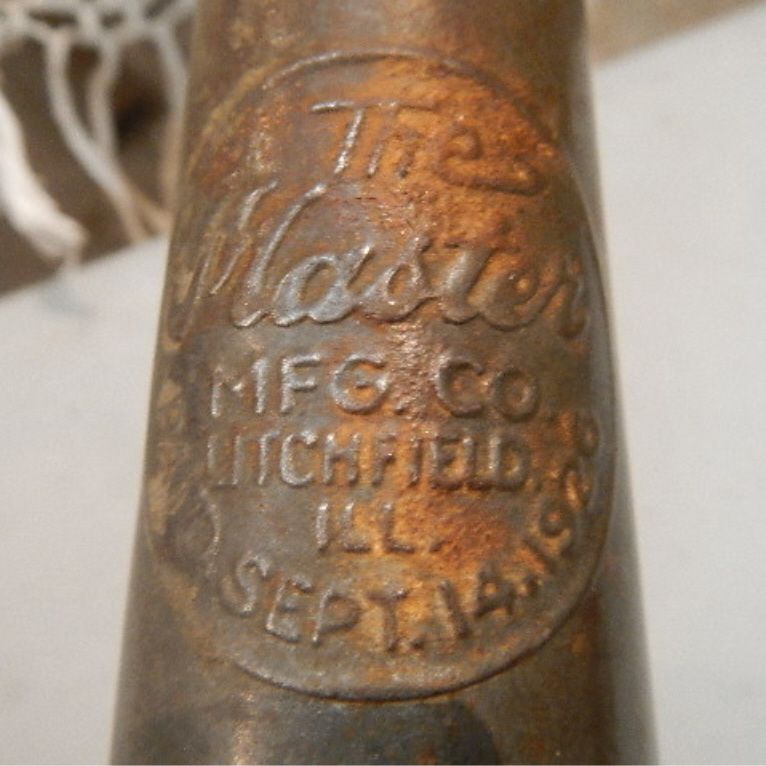 The
Master
MFG. CO.
LITCHFIELD,
ILL.
SEPT. 14,